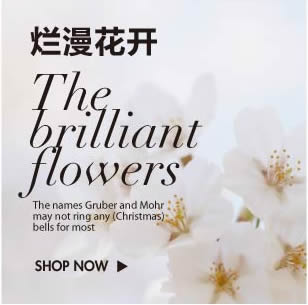 烂漫花开
The
brilliant
flowers
The names Gruber and Mohr
may not ring any (Christmas)
bells for most
SHOP NOW ▶